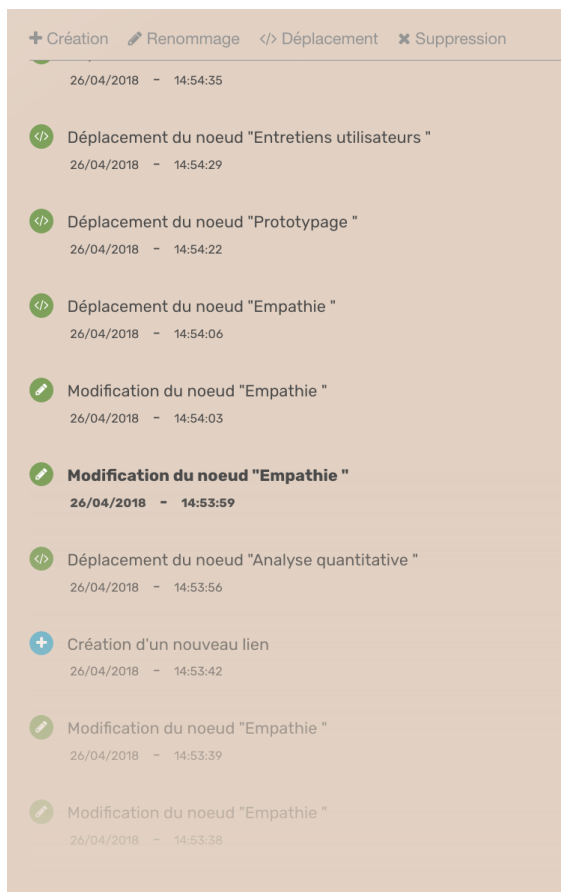 Création Renommage Déplacement Suppression
26/04/2018 - 14:54:35
Déplacement du noeud "Entretiens utilisateurs "
26/04/2018 - 14:54:29
Déplacement du noeud "Prototypage "
26/04/2018 - 14:54:22
Déplacement du noeud "Empathie "
26/04/2018 - 14:54:06
Modification du noeud "Empathie "
26/04/2018 - 14:54:03
Modification du noeud "Empathie "
26/04/2018 - 14:53:59
Déplacement du noeud "Analyse quantitative "
26/04/2018 - 14:53:56
Création d'un nouveau lien
26/04/2018 - 14:53:42
Modification du noeud "Empathie "
26/04/2018 - 14:53:39
Modification du noeud "Empathie "
26/04/2018 - 14:53:38